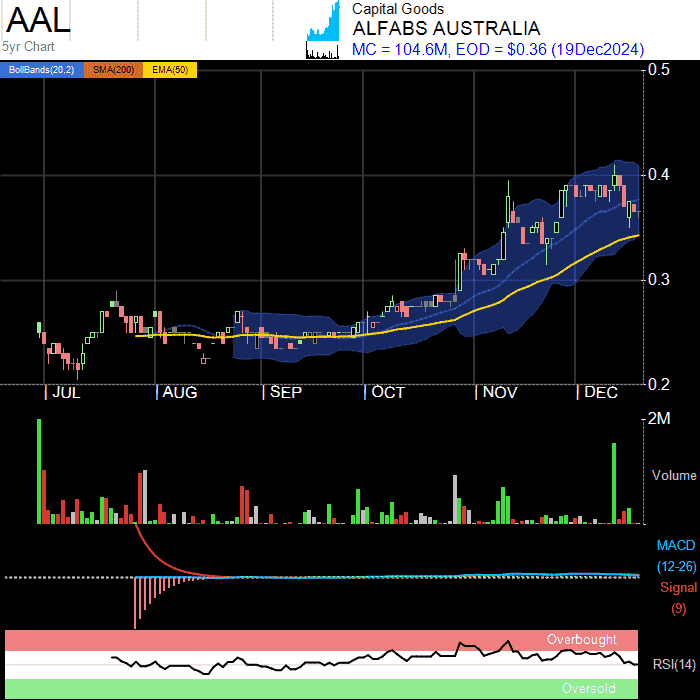 AAL
5yr Chart
Capital Goods
ALFABS AUSTRALIA
MC = 104.6M, EOD = $0.36 (19Dec2024)
BollBands(20,2) SMA(200) EMA(50)
0.5
0.4
0.3
0.2
JUL AUG SEP OCT NOV DEC
2M
Volume
MACD
(12-26)
Signal
(9)
Overbought
RSI(14)
Oversold